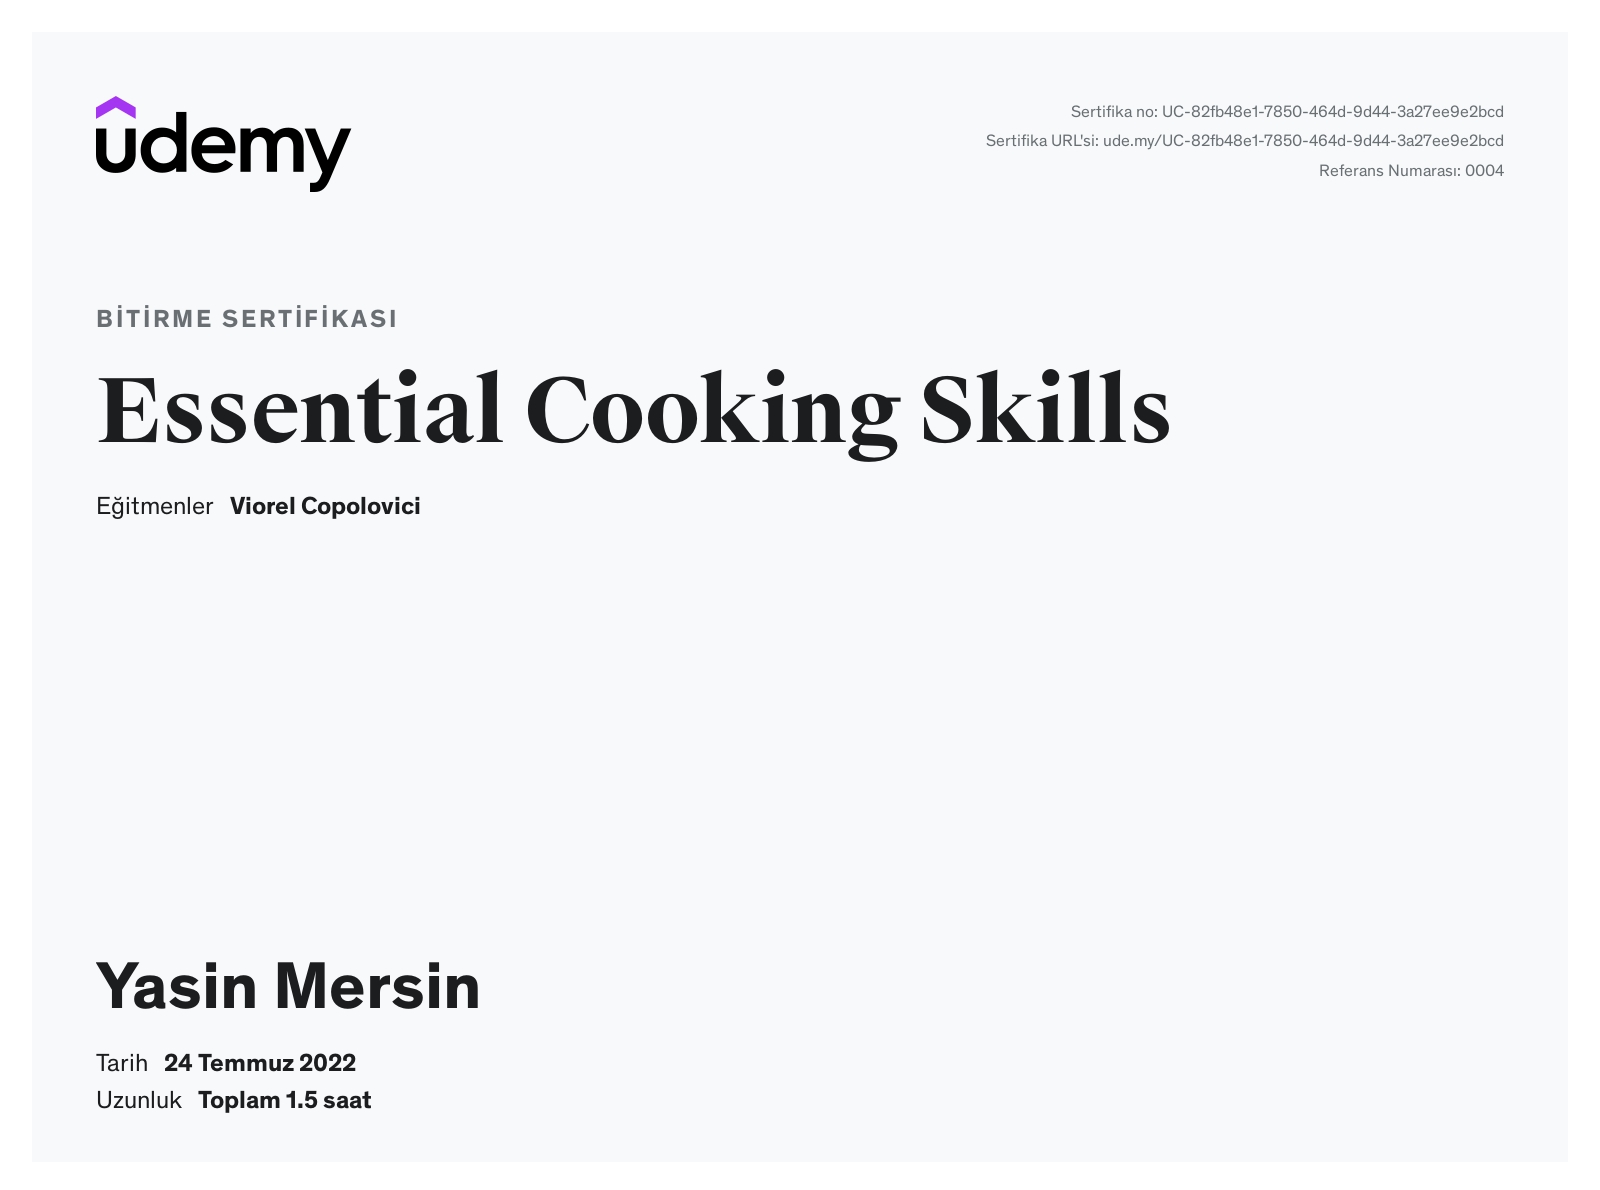 udemy
Sertifika no: UC-82fb48e1-7850-464d-9d44-3a27ee9e2bcd
Sertifika URL'si: ude.my/UC-82fb48e1-7850-464d-9d44-3a27ee9e2bcd
Referans Numarası: 0004
BİTİRME SERTİFİKASI
Essential Cooking Skills
Eğitmenler Viorel Copolovici
Yasin Mersin
Tarih 24 Temmuz 2022
Uzunluk Toplam 1.5 saat